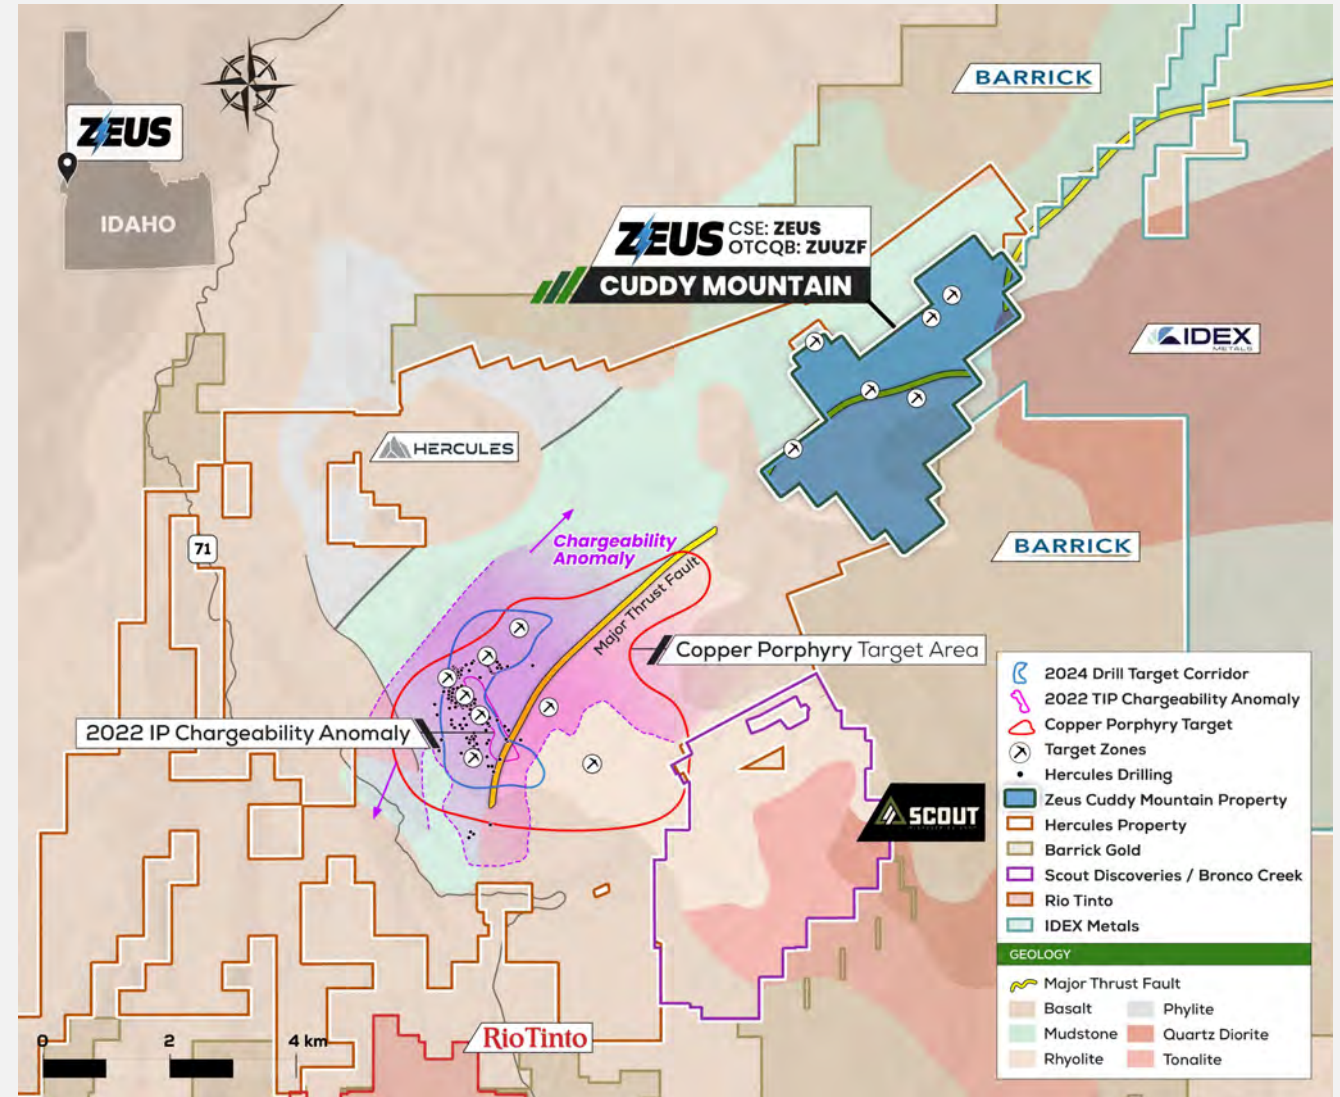 ZEUS
IDAHO
BARRICK
ZEUS CSE: ZEUS
OTCQB: ZUUZF
CUDDY MOUNTAIN
IDEX
METALS
HERCULES
71
Chargeability
Anomaly
BARRICK
Major Thrust Fault
Copper Porphyry Target Area
2022 IP Chargeability Anomaly
SCOUT
RioTinto
0 2 4 km
2024 Drill Target Corridor
2022 TIP Chargeability Anomaly
Copper Porphyry Target
Target Zones
Hercules Drilling
Zeus Cuddy Mountain Property
Hercules Property
Barrick Gold
Scout Discoveries / Bronco Creek
Rio Tinto
IDEX Metals
GEOLOGY
Major Thrust Fault
Basalt Phylite
Mudstone Quartz Diorite
Rhyolite Tonalite